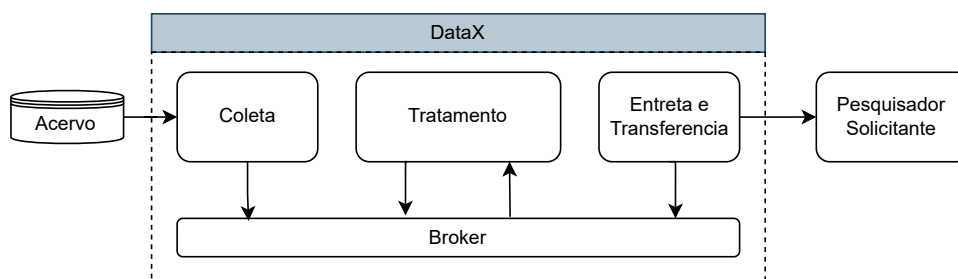 DataX
Acervo
Coleta
Tratamento
Entreta e
Transferencia
Pesquisador
Solicitante
Broker